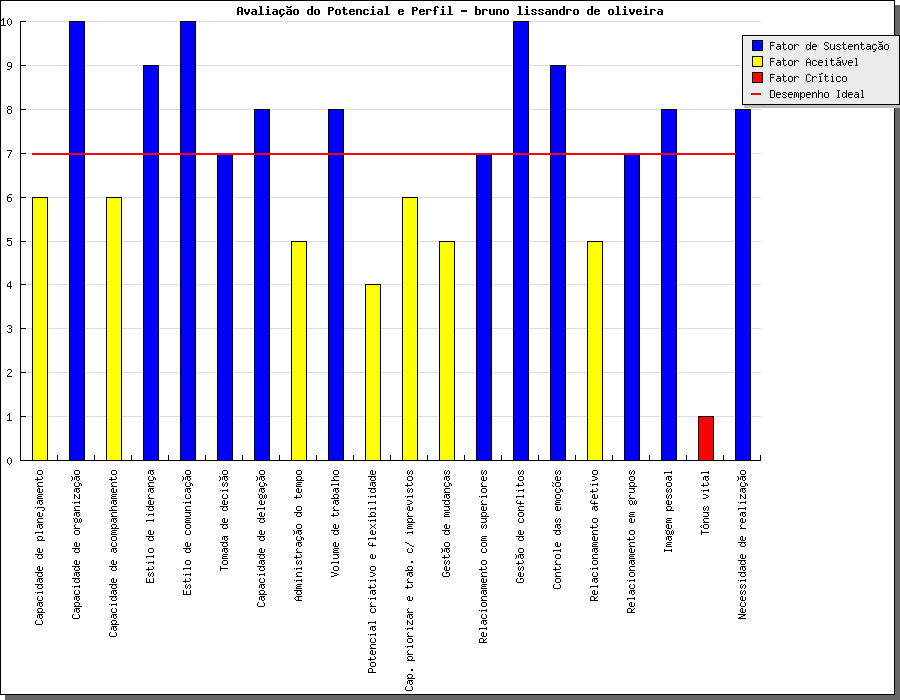 Avaliação do Potencial e Perfil - bruno lissandro de oliveira
10
9
8
7
6
5
4
3
2
1
0
Fator de Sustentação
Fator Aceitável
Fator Crítico
Desempenho Ideal
Capacidade de planejamento
Capacidade de organização
Capacidade de acompanhamento
Estilo de liderança
Estilo de comunicação
Tomada de decisão
Capacidade de delegação
Administração do tempo
Volume de trabalho
Potencial criativo e flexibilidade
Cap. priorizar e trab. c/ imprevistos
Gestão de mudanças
Relacionamento com superiores
Gestão de conflitos
Controle das emoções
Relacionamento afetivo
Relacionamento em grupos
Imagem pessoal
Tônus vital
Necessidade de realização